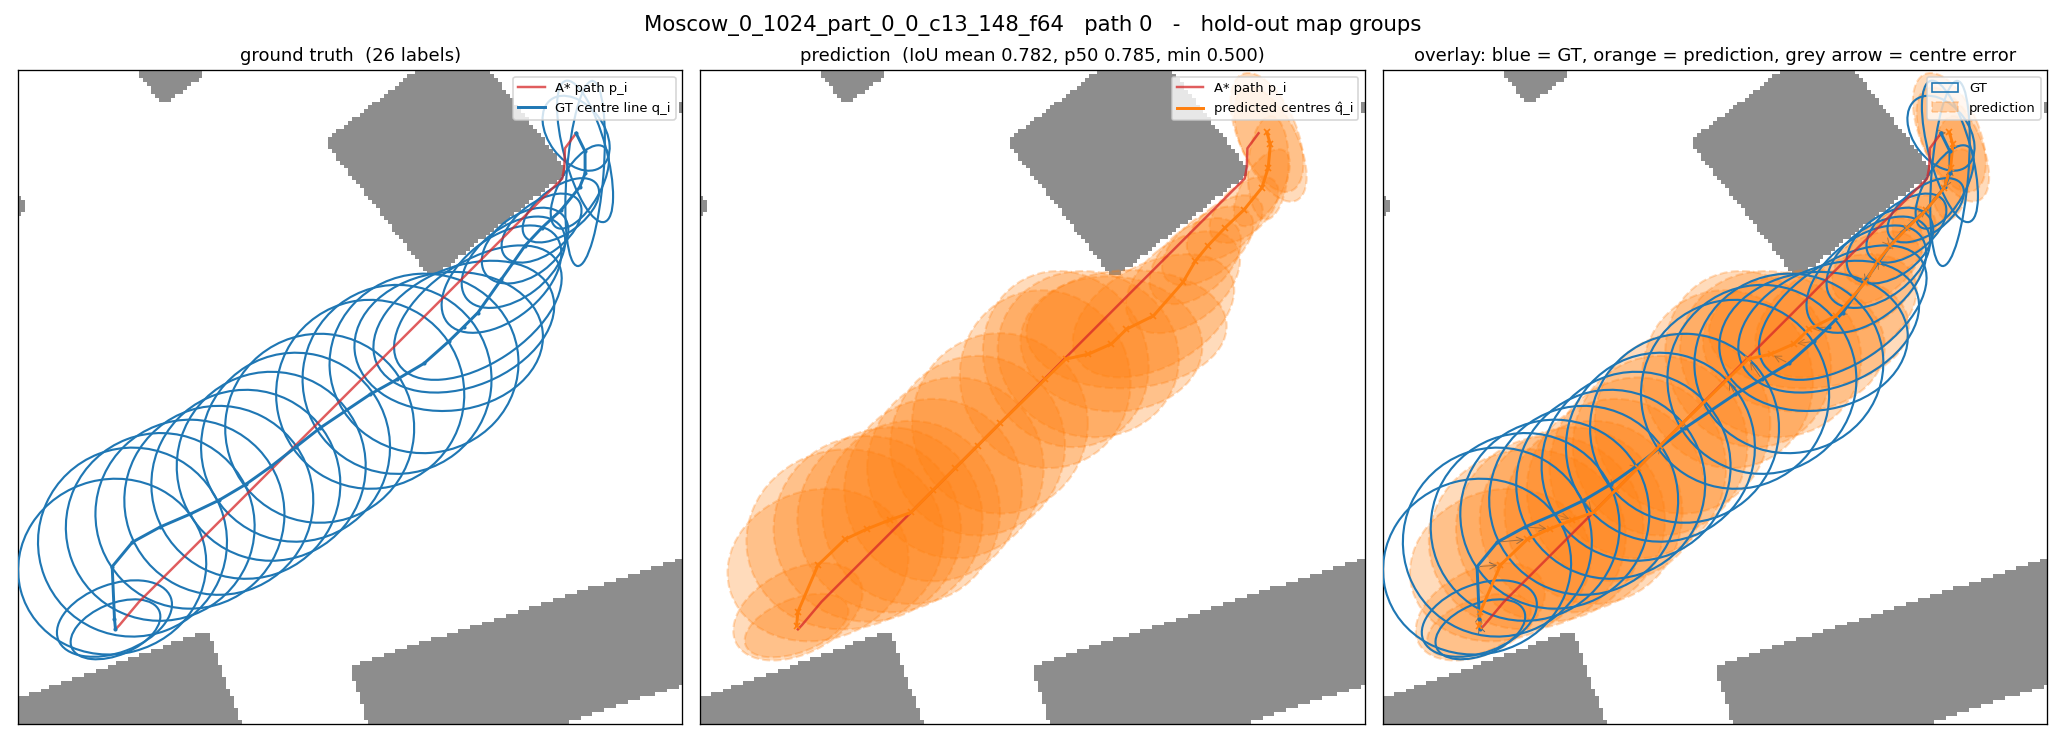 Moscow_0_1024_part_0_0_c13_148_f64   path 0   -   hold-out map groups
ground truth  (26 labels)
A* path p_i
GT centre line q_i
prediction  (IoU mean 0.782, p50 0.785, min 0.500)
A* path p_i
predicted centres q̂_i
overlay: blue = GT, orange = prediction, grey arrow = centre error
GT
prediction